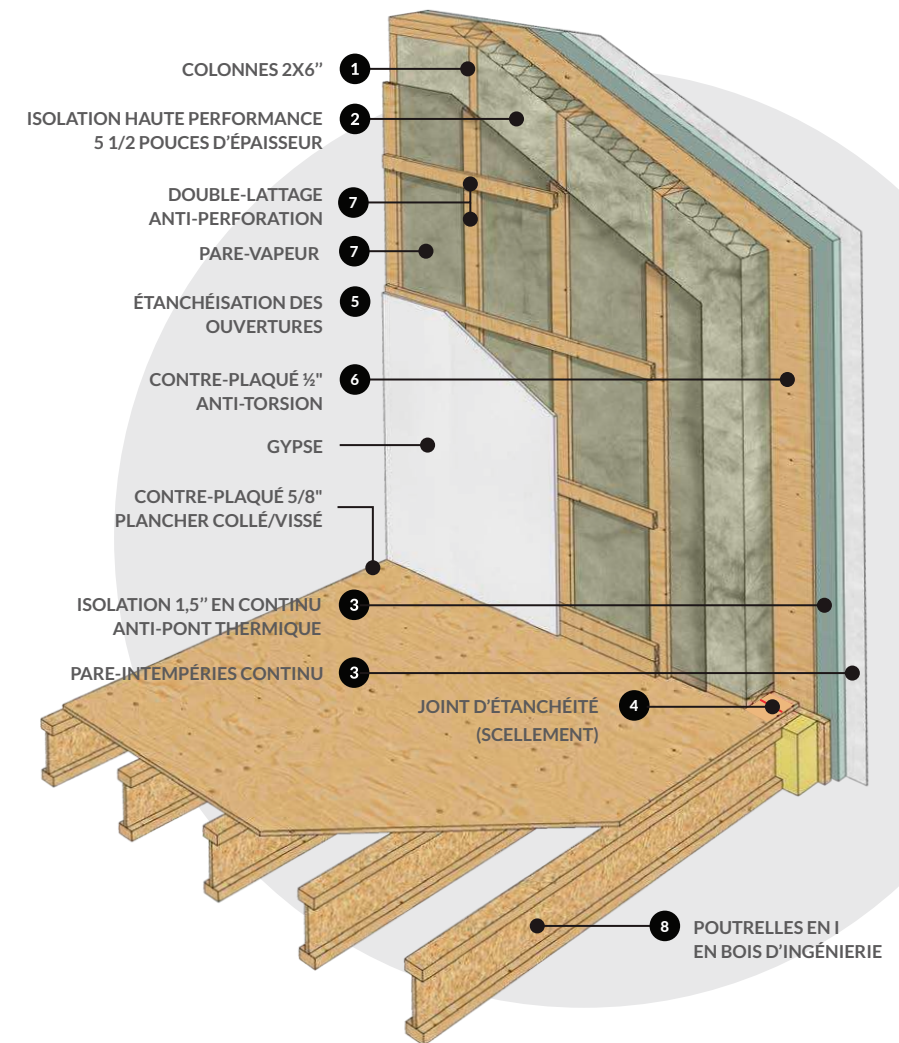 COLONNES 2X6’’ 1
ISOLATION HAUTE PERFORMANCE 2
5 1/2 POUCES D’ÉPAISSEUR
DOUBLE-LATTAGE 7
ANTI-PERFORATION
PARE-VAPEUR 7
ÉTANCHÉISATION DES 5
OUVERTURES
CONTRE-PLAQUÉ ½" 6
ANTI-TORSION
GYPSE
CONTRE-PLAQUÉ 5/8"
PLANCHER COLLÉ/VISSÉ
ISOLATION 1,5’’ EN CONTINU 3
ANTI-PONT THERMIQUE
PARE-INTEMPÉRIES CONTINU 3
JOINT D’ÉTANCHÉITÉ 4
(SCELLEMENT)
8 POUTRELLES EN I
EN BOIS D’INGÉNIERIE